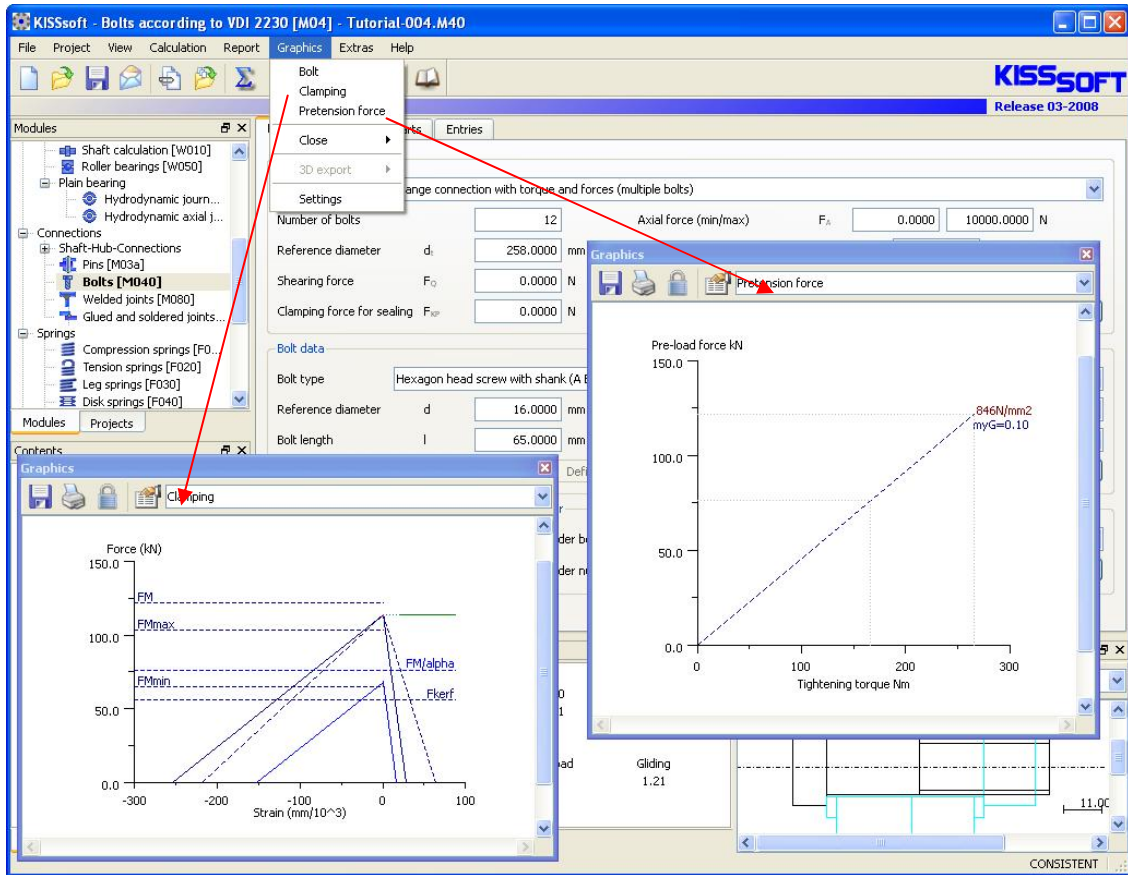 KISSsoft - Bolts according to VDI 2230 [M04] - Tutorial-004.M40
File Project View Calculation Report Graphics Extras Help
KISSSOFT
Release 03-2008
Bolt
Clamping
Pretension force
Close
3D export
Settings
Modules
Shaft calculation [W010]
Roller bearings [W050]
Plain bearing
Hydrodynamic journ...
Hydrodynamic axial j...
Connections
Shaft-Hub-Connections
Pins [M03a]
Bolts [M040]
Welded joints [M080]
Glued and soldered joints...
Springs
Compression springs [F0...
Tension springs [F020]
Leg springs [F030]
Disk springs [F040]
Modules Projects
Contents
Entries
ange connection with torque and forces (multiple bolts)
Number of bolts 12 Axial force (min/max) FA 0.0000 10000.0000 N
Reference diameter dt 258.0000 mm
Shearing force FQ 0.0000 N
Clamping force for sealing FKP 0.0000 N
Bolt data
Bolt type Hexagon head screw with shank (A B
Reference diameter d 16.0000 mm
Bolt length l 65.0000 mm
Graphics
Pretension force
Pre-load force kN
150.0
846N/mm2
myG=0.10
100.0
50.0
0.0
0 100 200 300
Tightening torque Nm
Graphics
Clamping
Force (kN)
150.0
FM
FMmax
100.0
FM/alpha
FMmin
Fkerf
50.0
0.0
-300 -200 -100 0 100
Strain (mm/10^3)
Gliding
1.21
11.00
CONSISTENT